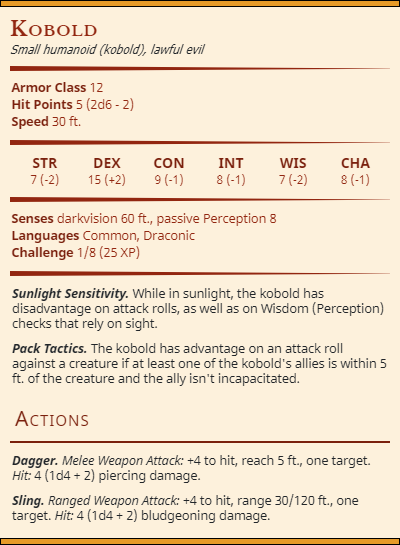 Kobold
Small humanoid (kobold), lawful evil
Armor Class 12
Hit Points 5 (2d6 - 2)
Speed 30 ft.
STR DEX CON INT WIS CHA
7 (-2) 15 (+2) 9 (-1) 8 (-1) 7 (-2) 8 (-1)
Senses darkvision 60 ft., passive Perception 8
Languages Common, Draconic
Challenge 1/8 (25 XP)
Sunlight Sensitivity. While in sunlight, the kobold has
disadvantage on attack rolls, as well as on Wisdom (Perception)
checks that rely on sight.
Pack Tactics. The kobold has advantage on an attack roll
against a creature if at least one of the kobold's allies is within 5
ft. of the creature and the ally isn't incapacitated.
Actions
Dagger. Melee Weapon Attack: +4 to hit, reach 5 ft., one target.
Hit: 4 (1d4 + 2) piercing damage.
Sling. Ranged Weapon Attack: +4 to hit, range 30/120 ft., one
target. Hit: 4 (1d4 + 2) bludgeoning damage.